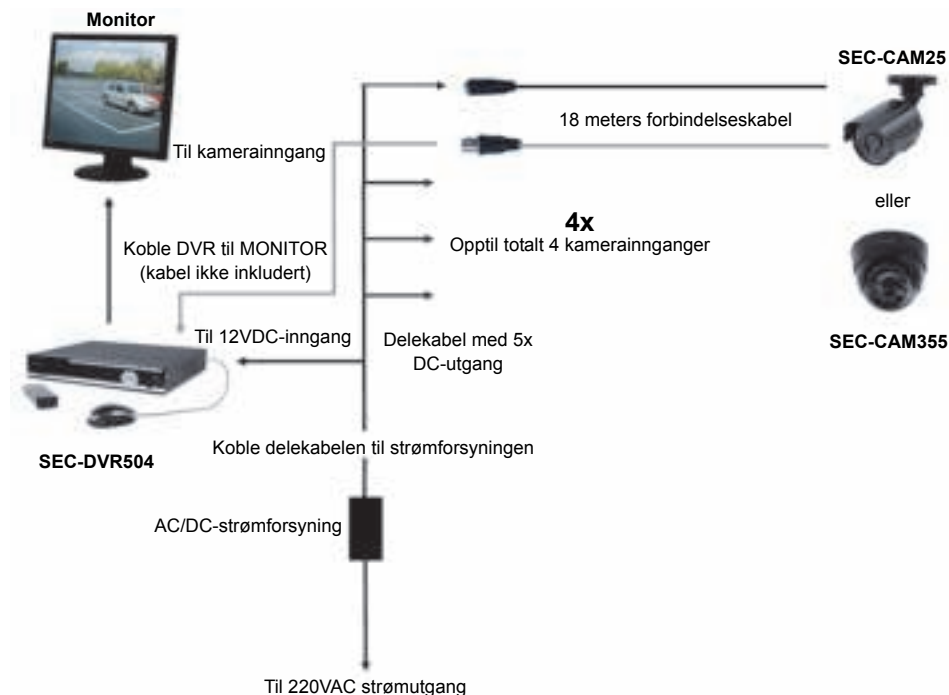 Monitor
SEC-CAM25
18 meters forbindelseskabel
Til kamerainngang
eller
4x
Opptil totalt 4 kamerainnganger
Koble DVR til MONITOR
(kabel ikke inkludert)
Til 12VDC-inngang
Delekabel med 5x
DC-utgang
SEC-CAM355
Koble delekabelen til strømforsyningen
SEC-DVR504
AC/DC-strømforsyning
Til 220VAC strømutgang